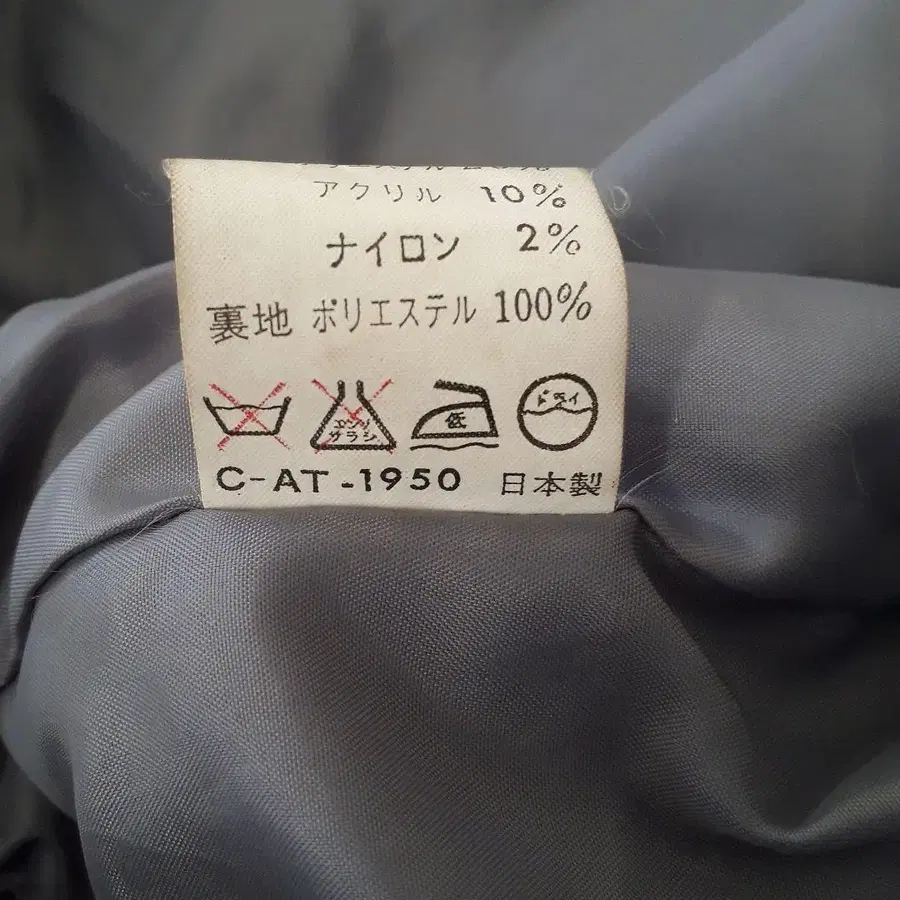 アクリル 10%
ナイロン 2%
裏地 ポリエステル 100%
エンソ サラシ 低 ドライ
C-AT-1950 日本製